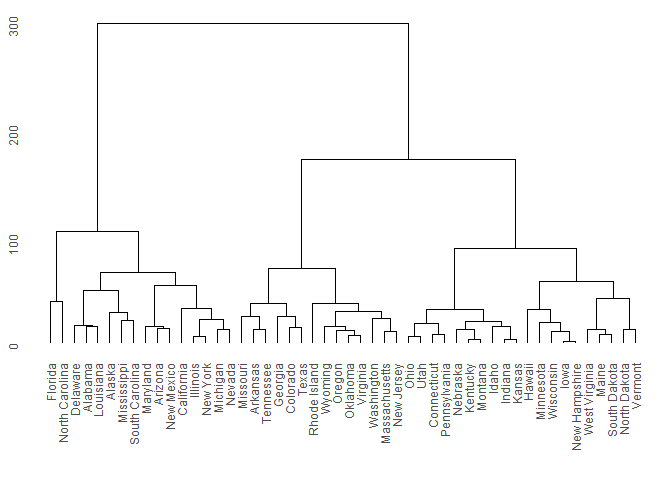 300
200
100
0
Florida
North Carolina
Delaware
Alabama
Louisiana
Alaska
Mississippi
South Carolina
Maryland
Arizona
New Mexico
California
Illinois
New York
Michigan
Nevada
Missouri
Arkansas
Tennessee
Georgia
Colorado
Texas
Rhode Island
Wyoming
Oregon
Oklahoma
Virginia
Washington
Massachusetts
New Jersey
Ohio
Utah
Connecticut
Pennsylvania
Nebraska
Kentucky
Montana
Idaho
Indiana
Kansas
Hawaii
Minnesota
Wisconsin
Iowa
New Hampshire
West Virginia
Maine
South Dakota
North Dakota
Vermont